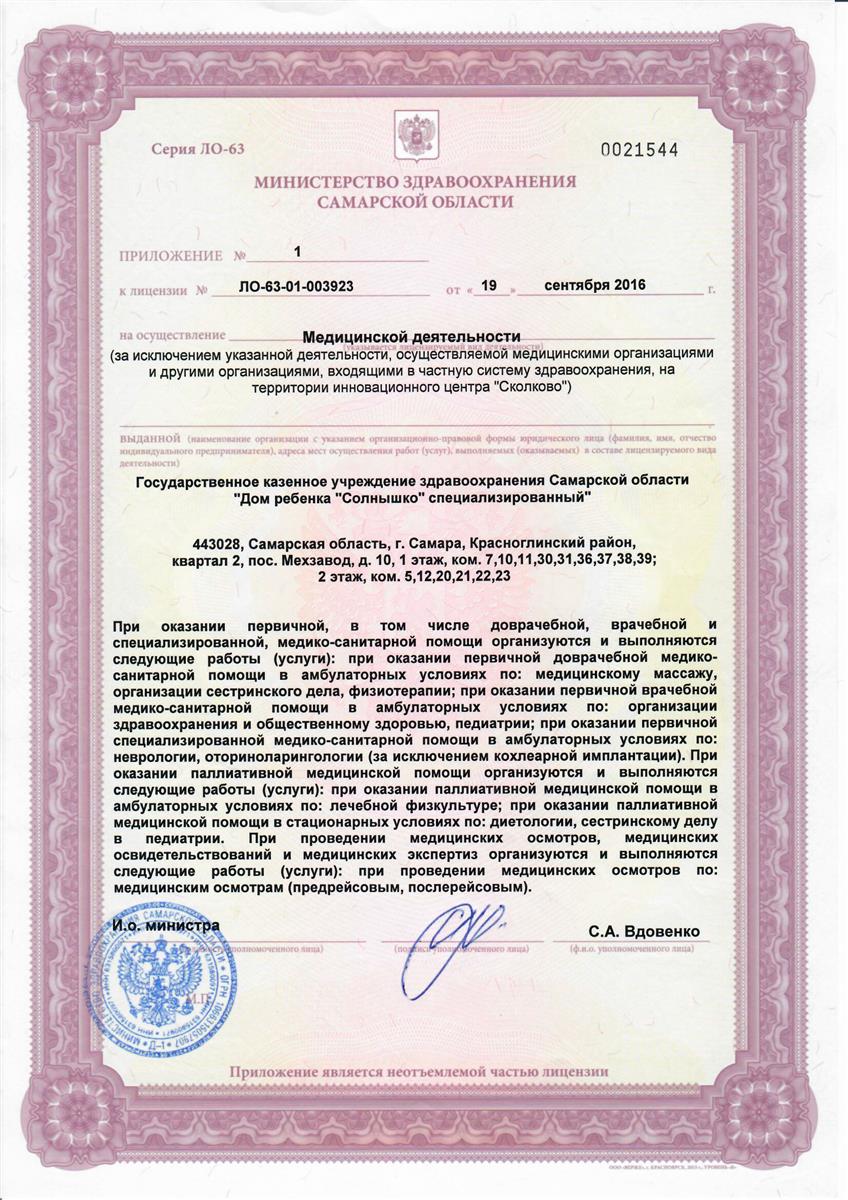 Серия ЛО-63
0021544
МИНИСТЕРСТВО ЗДРАВООХРАНЕНИЯ
САМАРСКОЙ ОБЛАСТИ
ПРИЛОЖЕНИЕ № 1
к лицензии № ЛО-63-01-003923 от « 19 » сентября 2016 г.
на осуществление Медицинской деятельности
(указывается лицензируемый вид деятельности)
(за исключением указанной деятельности, осуществляемой медицинскими организациями
и другими организациями, входящими в частную систему здравоохранения, на
территории инновационного центра "Сколково")
выданной (наименование организации с указанием организационно-правовой формы юридического лица (фамилия, имя, отчество
индивидуального предпринимателя), адреса мест осуществления работ (услуг), выполняемых (оказываемых) в составе лицензируемого вида
деятельности)
Государственное казенное учреждение здравоохранения Самарской области
"Дом ребенка "Солнышко" специализированный"
443028, Самарская область, г. Самара, Красноглинский район,
квартал 2, пос. Мехзавод, д. 10, 1 этаж, ком. 7,10,11,30,31,36,37,38,39;
2 этаж, ком. 5,12,20,21,22,23
При оказании первичной, в том числе доврачебной, врачебной и
специализированной, медико-санитарной помощи организуются и выполняются
следующие работы (услуги): при оказании первичной доврачебной медико-
санитарной помощи в амбулаторных условиях по: медицинскому массажу,
организации сестринского дела, физиотерапии; при оказании первичной врачебной
медико-санитарной помощи в амбулаторных условиях по: организации
здравоохранения и общественному здоровью, педиатрии; при оказании первичной
специализированной медико-санитарной помощи в амбулаторных условиях по:
неврологии, оториноларингологии (за исключением кохлеарной имплантации). При
оказании паллиативной медицинской помощи организуются и выполняются
следующие работы (услуги): при оказании паллиативной медицинской помощи в
амбулаторных условиях по: лечебной физкультуре; при оказании паллиативной
медицинской помощи в стационарных условиях по: диетологии, сестринскому делу
в педиатрии. При проведении медицинских осмотров, медицинских
освидетельствований и медицинских экспертиз организуются и выполняются
следующие работы (услуги): при проведении медицинских осмотров по:
медицинским осмотрам (предрейсовым, послерейсовым).
И.о. министра
С.А. Вдовенко
уполномоченного лица) (подпись уполномоченного лица) (ф.и.о. уполномоченного лица)
М.П.
Приложение является неотъемлемой частью лицензии